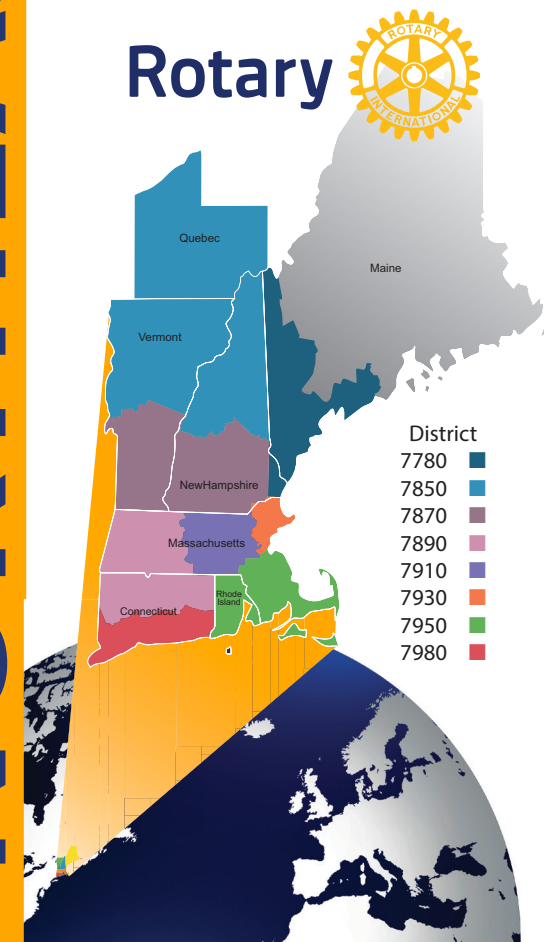 Rotary
ROTARY
INTERNATIONAL
Quebec
Maine
Vermont
NewHampshire
Massachusetts
Connecticut
Rhode
Island
District
7780
7850
7870
7890
7910
7930
7950
7980